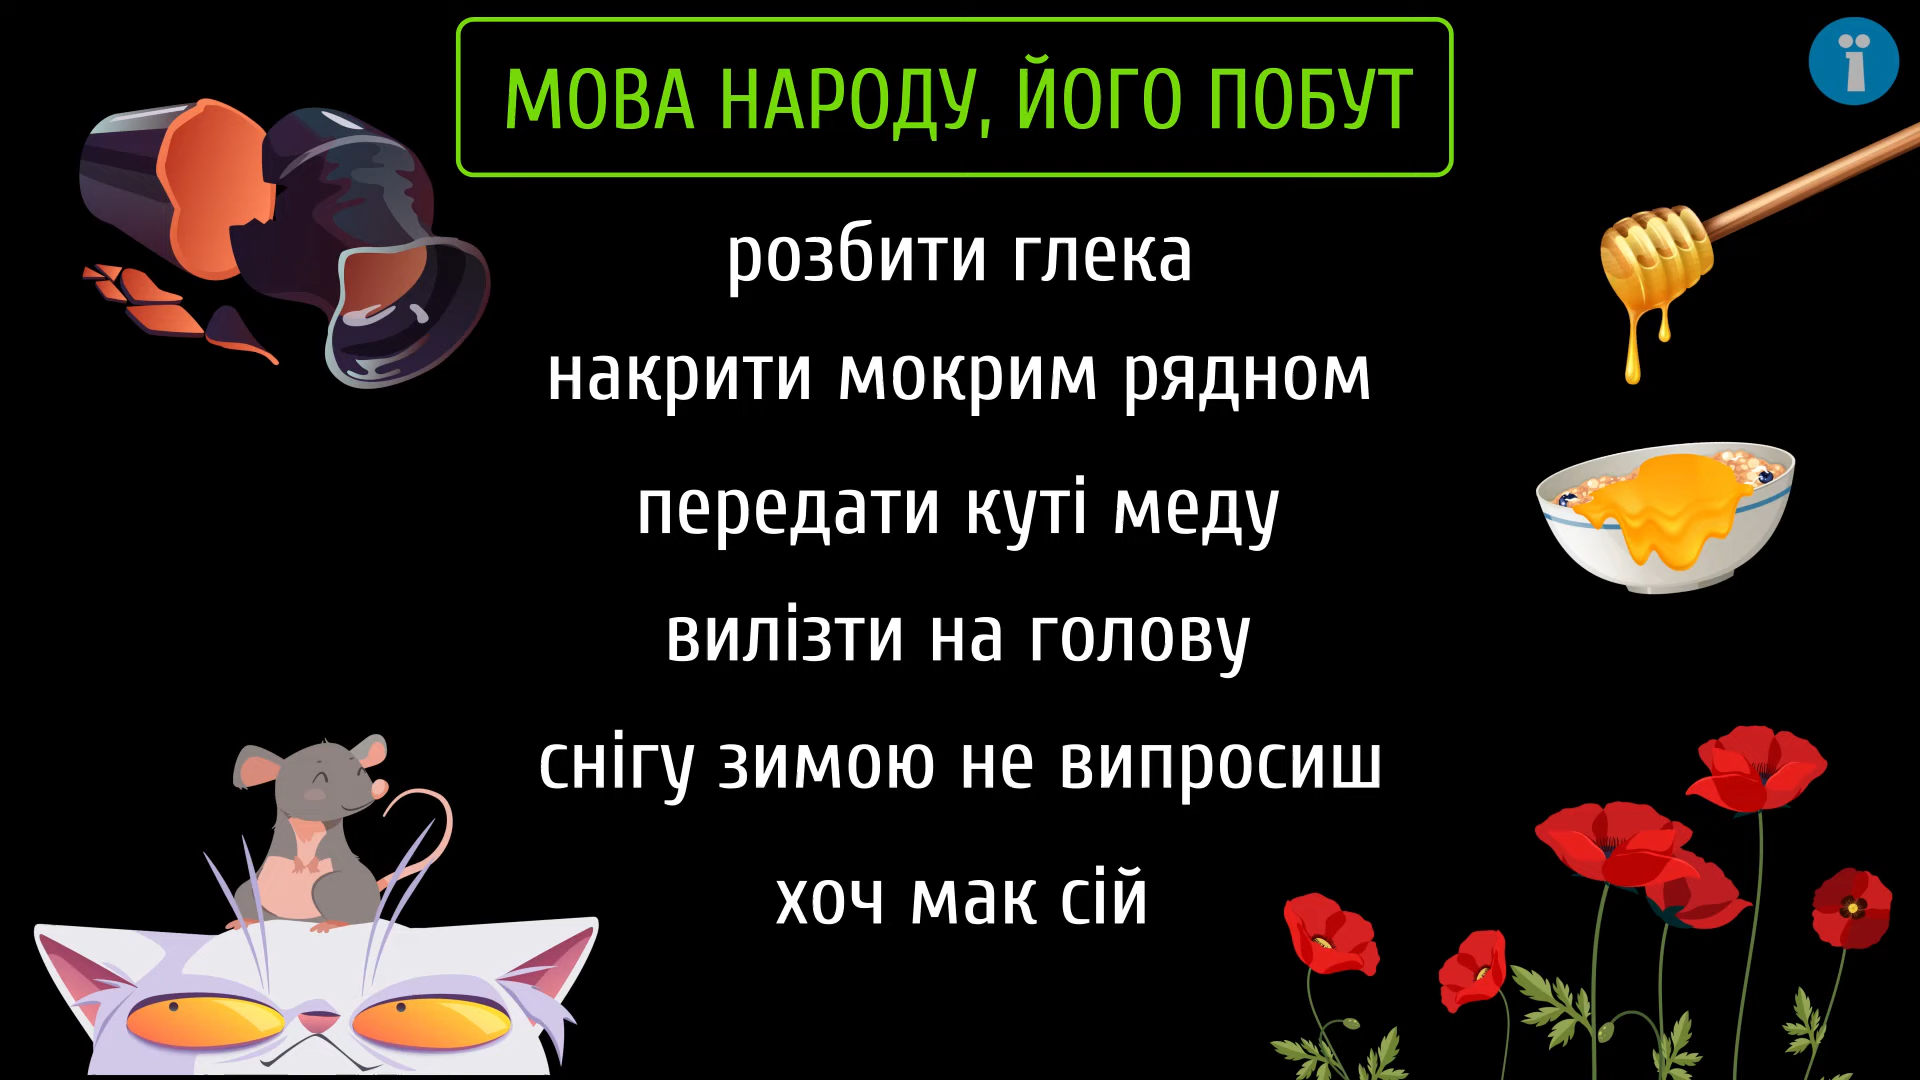 МОВА НАРОДУ, ЙОГО ПОБУТ
ї
розбити глека
накрити мокрим рядном
передати куті меду
вилізти на голову
снігу зимою не випросиш
хоч мак сій